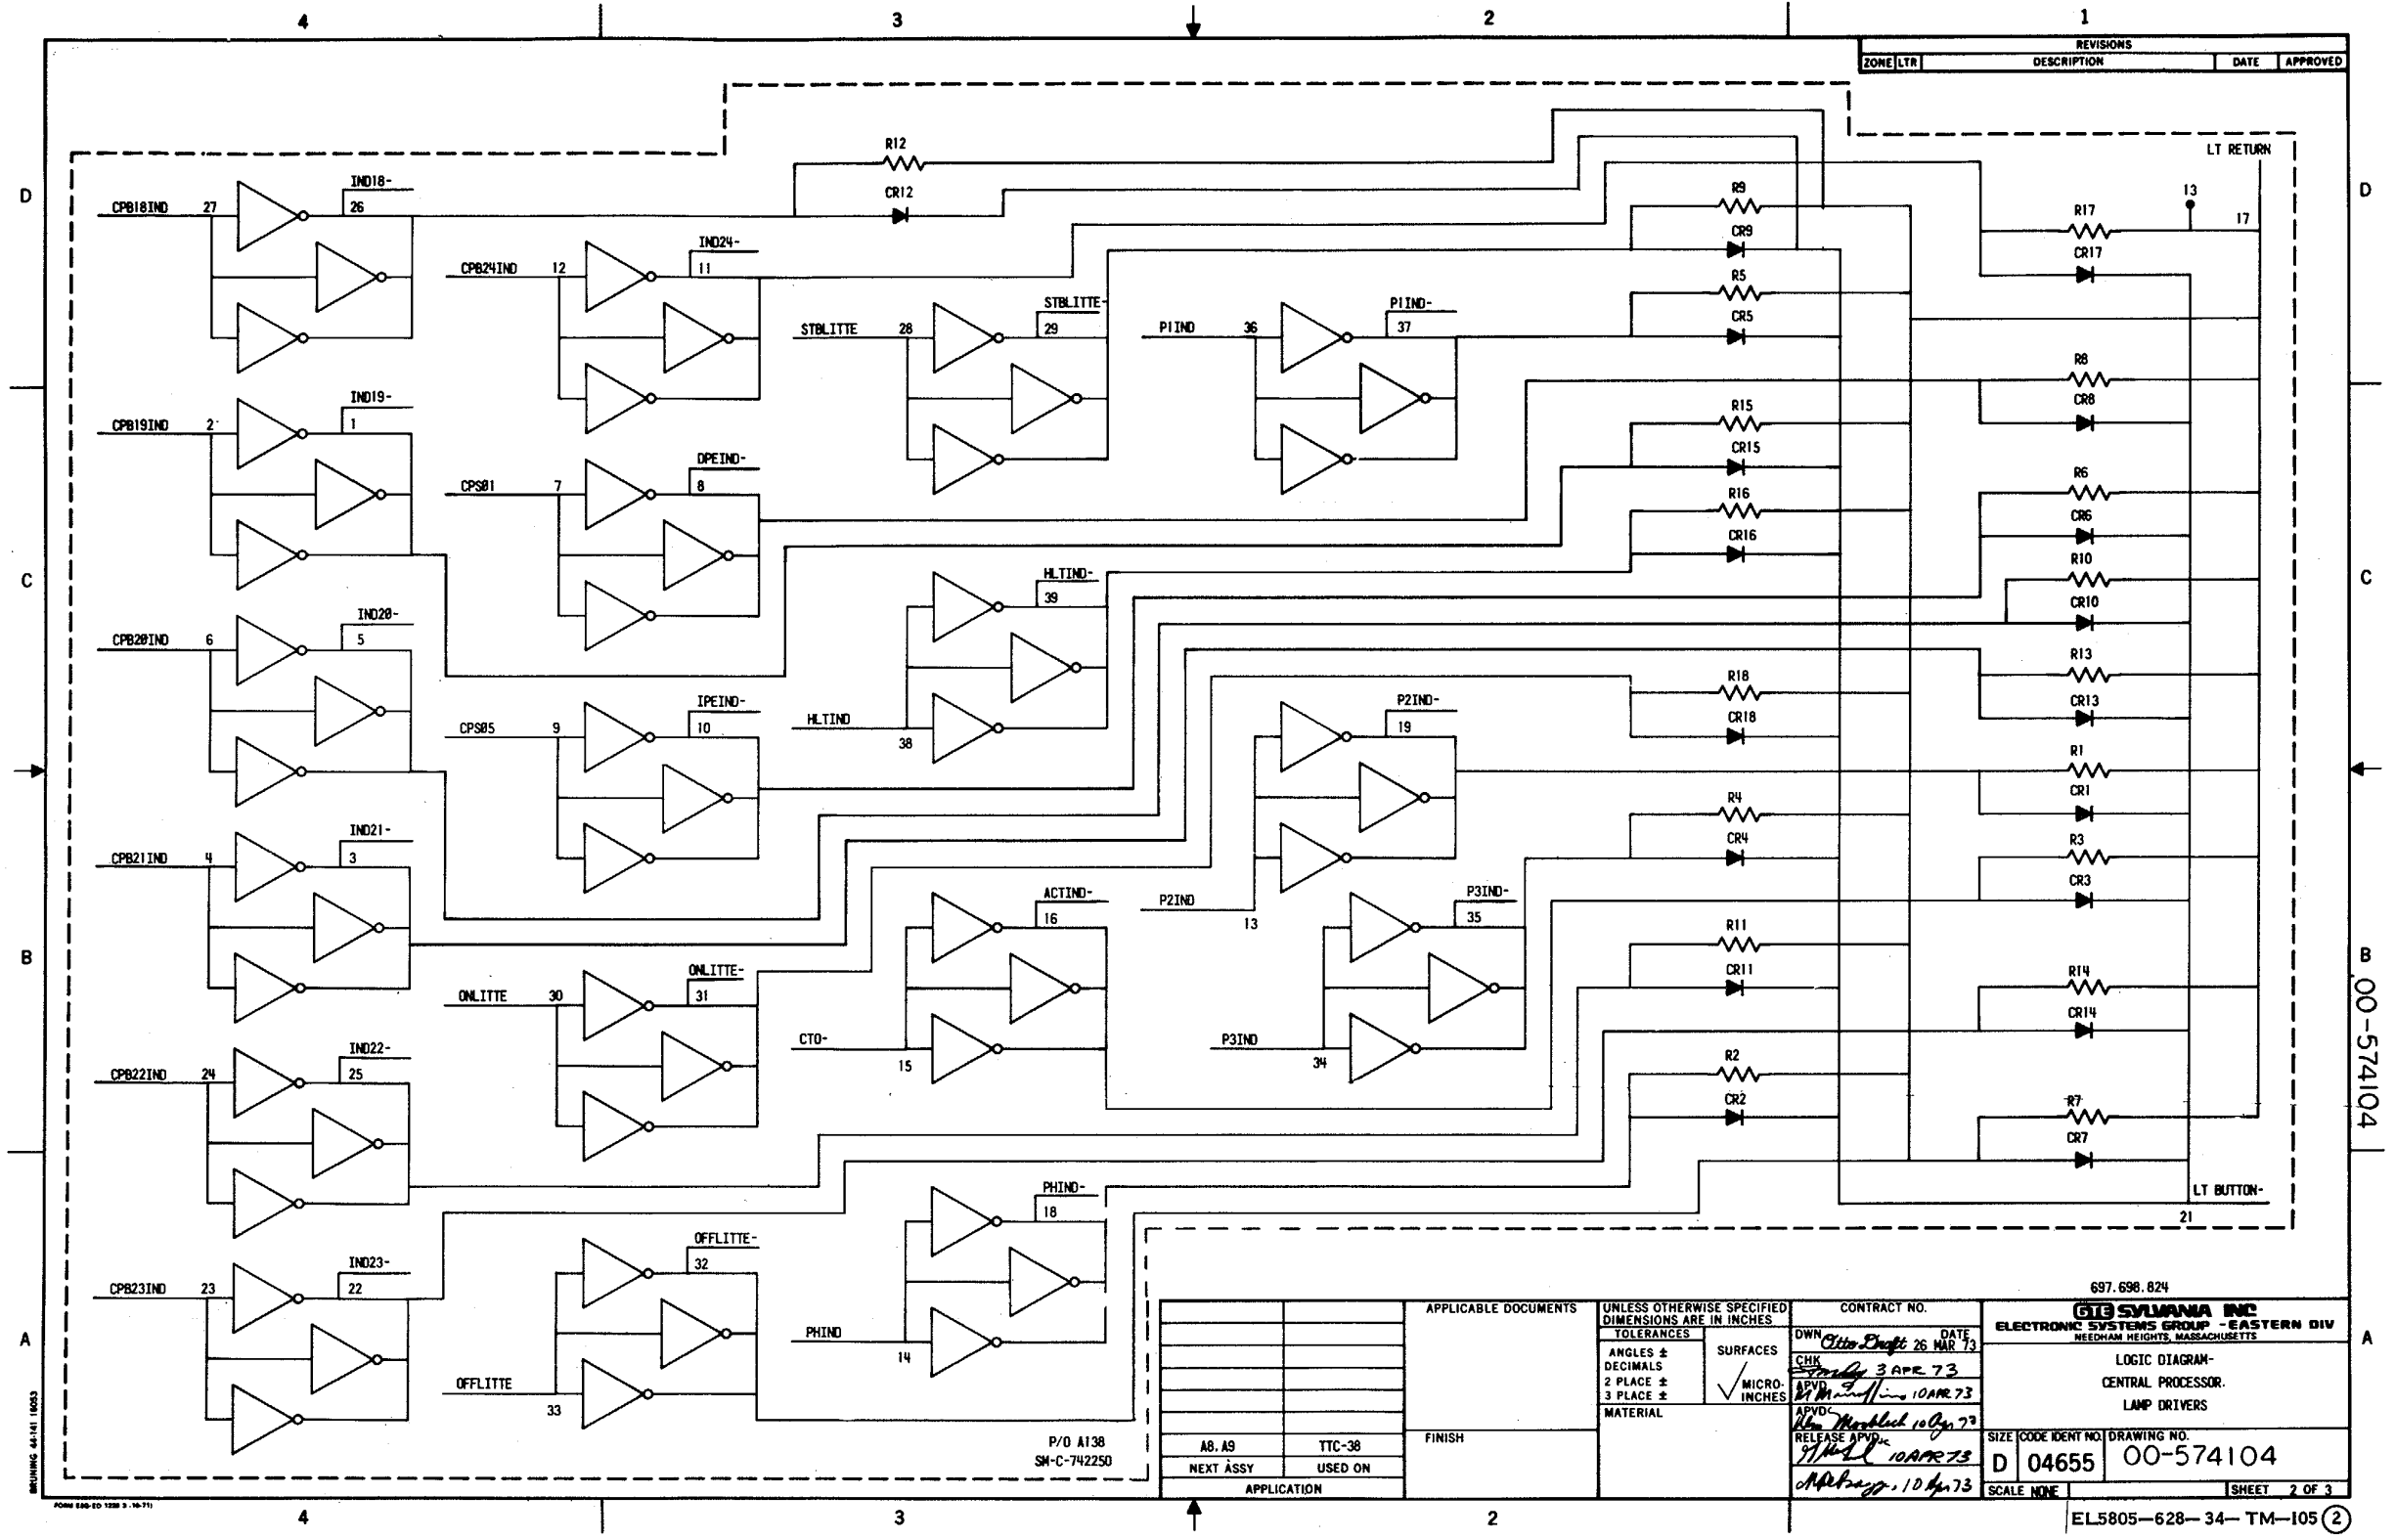 4 3 2 1
REVISIONS
ZONE LTR DESCRIPTION DATE APPROVED
D
D
C
C
B
B
A
A
R12
CR12
LT RETURN
13
17
CPB18IND 27 IND18- 26
CPB24IND 12 IND24- 11
STBLITTE 28 STBLITTE- 29
P1IND 36 P1IND- 37
R9
CR9
R17
CR17
R5
CR5
R8
CR8
CPB19IND 2 IND19- 1
CPS01 7 DPEIND- 8
R15
CR15
R16
CR16
R6
CR6
R10
CR10
CPB20IND 6 IND20- 5
HLTIND 38 HLTIND- 39
CPS05 9 IPEIND- 10
P2IND 13 P2IND- 19
R18
CR18
R13
CR13
R1
CR1
R4
CR4
R3
CR3
CPB21IND 4 IND21- 3
CTO- 15 ACTIND- 16
P3IND 34 P3IND- 35
R11
CR11
R14
CR14
ONLITTE 30 ONLITTE- 31
CPB22IND 24 IND22- 25
R2
CR2
R7
CR7
LT BUTTON-
21
PHIND 14 PHIND- 18
OFFLITTE 33 OFFLITTE- 32
CPB23IND 23 IND23- 22
P/O A138
SM-C-742250
00-574104
697.698.824
A8.A9 TTC-38
NEXT ASSY USED ON
APPLICATION
APPLICABLE DOCUMENTS
FINISH
UNLESS OTHERWISE SPECIFIED
DIMENSIONS ARE IN INCHES
TOLERANCES
ANGLES ±
DECIMALS
2 PLACE ±
3 PLACE ±
SURFACES
MICRO-
INCHES
MATERIAL
CONTRACT NO.
DWN DATE
26 MAR 73
CHK 3 APR 73
APVD 10 APR 73
APVD
RELEASE APVD 10 APR 73
GTE SYLVANIA INC
ELECTRONIC SYSTEMS GROUP - EASTERN DIV
NEEDHAM HEIGHTS, MASSACHUSETTS
LOGIC DIAGRAM-
CENTRAL PROCESSOR.
LAMP DRIVERS
SIZE CODE IDENT NO. DRAWING NO.
D 04655 00-574104
SCALE NONE SHEET 2 OF 3
BRUNING 44-141 16053
4 3 2
EL5805-628-34-TM-105 2